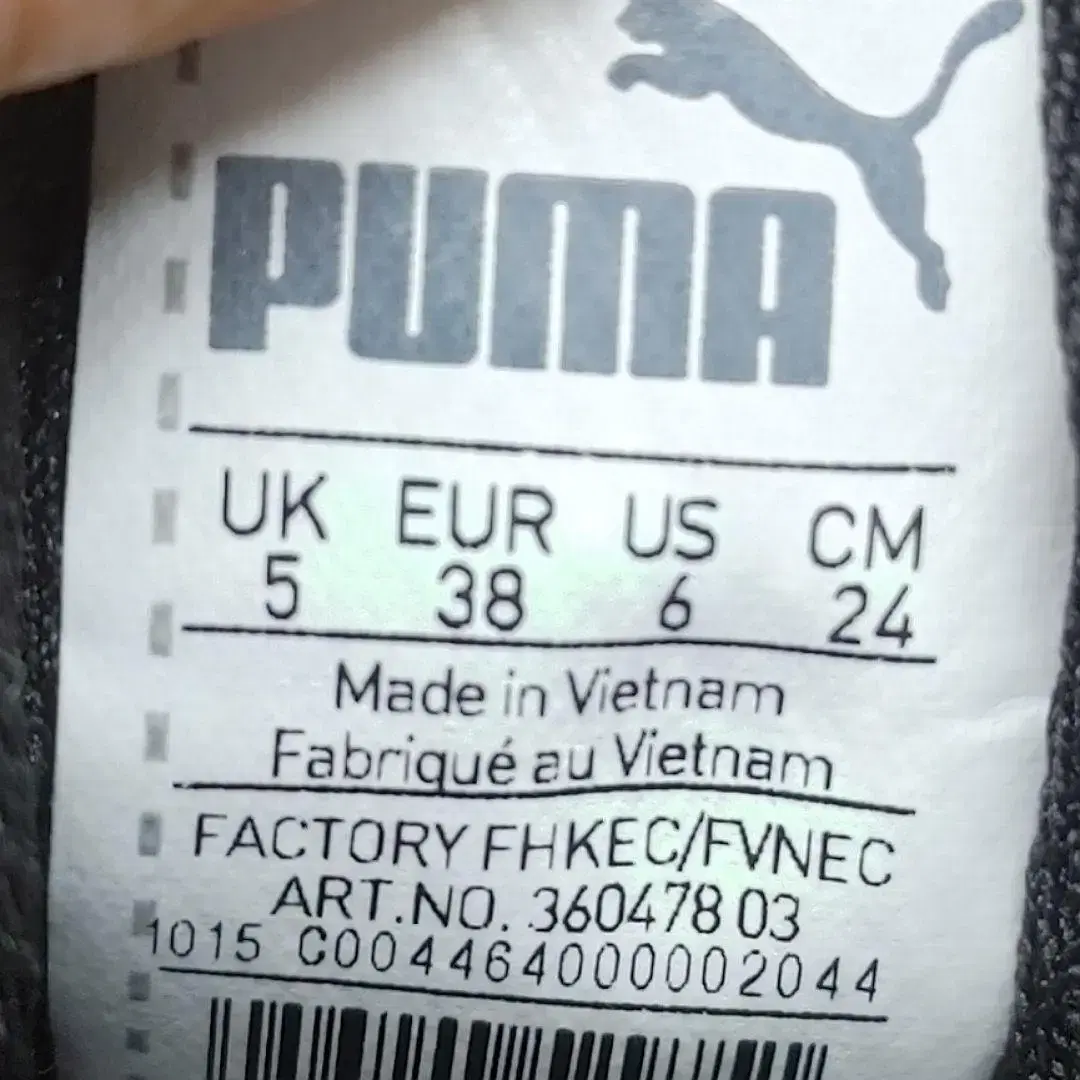 PUMA
UK EUR US CM
5 38 6 24
Made in Vietnam
Fabriqué au Vietnam
FACTORY FHKEC/FVNEC
ART.NO. 360478 03
1015 C004464000002044